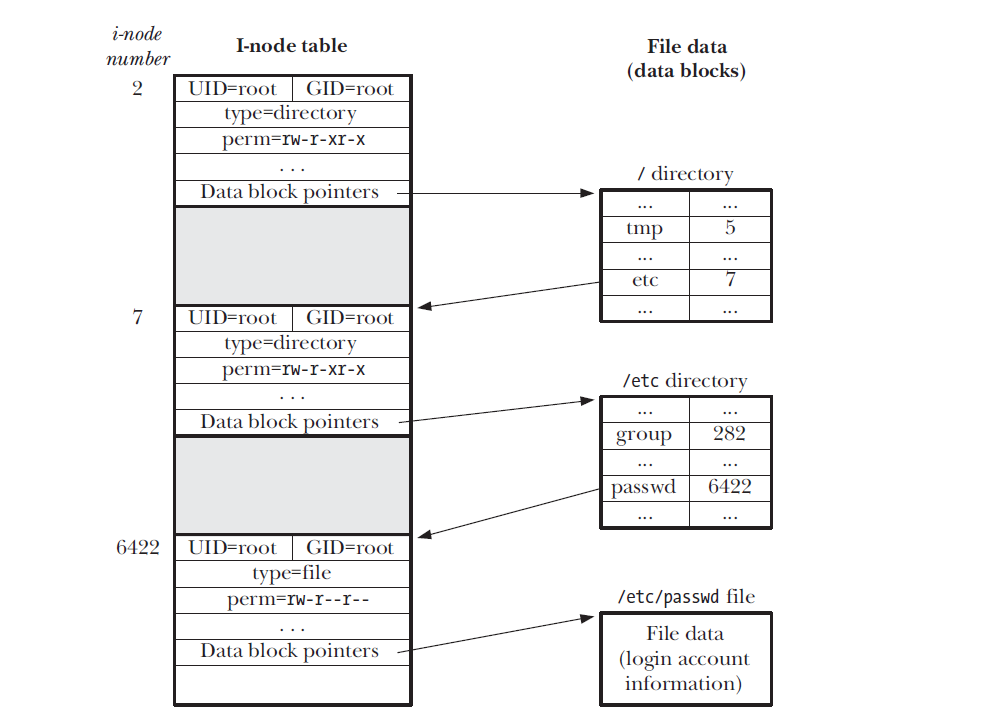 i-node
number
I-node table
File data
(data blocks)
2
UID=root GID=root
type=directory
perm=rw-r-xr-x
...
Data block pointers
/ directory
... ...
tmp 5
... ...
etc 7
... ...
7
UID=root GID=root
type=directory
perm=rw-r-xr-x
...
Data block pointers
/etc directory
... ...
group 282
... ...
passwd 6422
... ...
6422
UID=root GID=root
type=file
perm=rw-r--r--
...
Data block pointers
/etc/passwd file
File data
(login account
information)